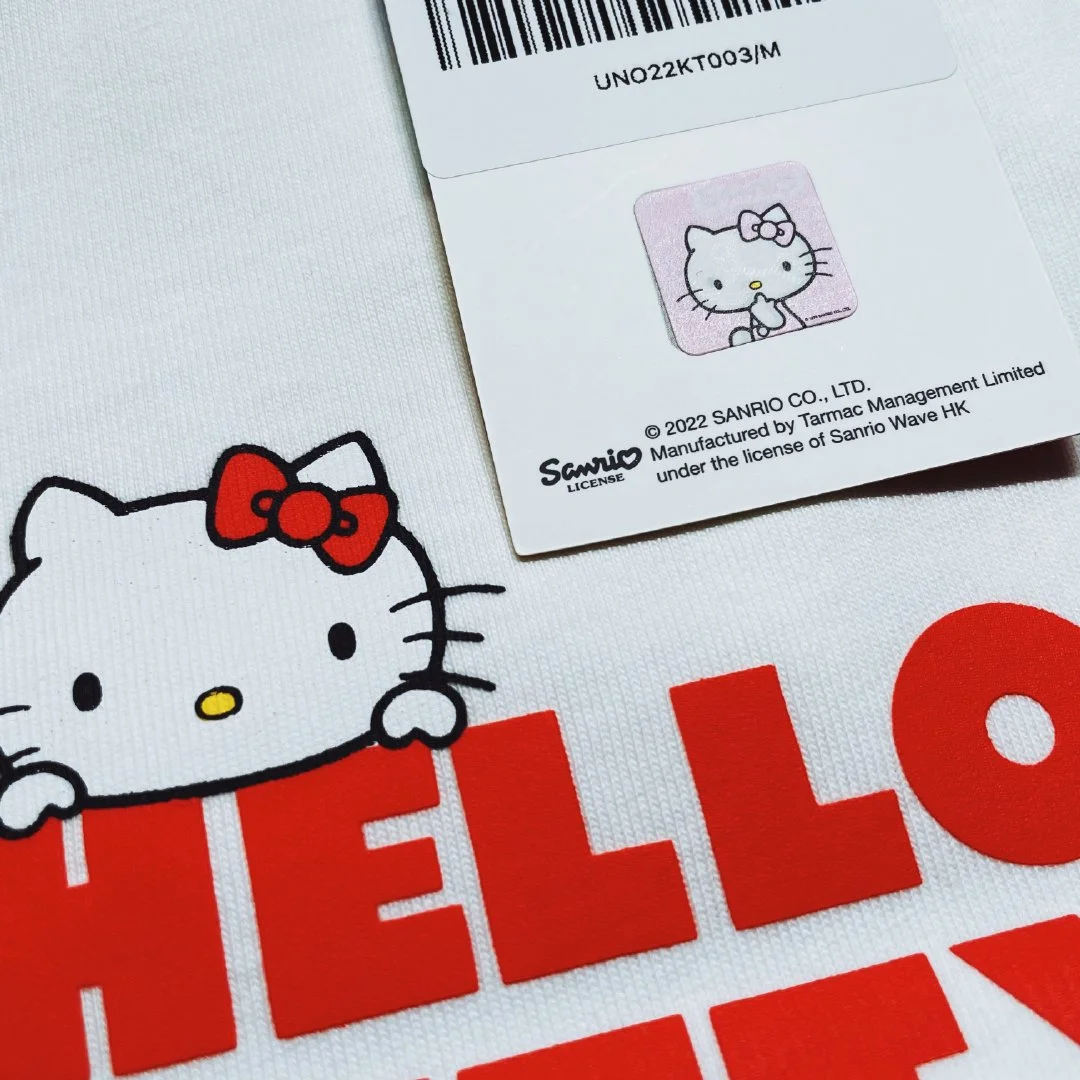 UNO22KT003/M
© 2022 SANRIO CO., LTD.
Manufactured by Tarmac Management Limited
under the license of Sanrio Wave HK
Sanrio
LICENSE
HELLO